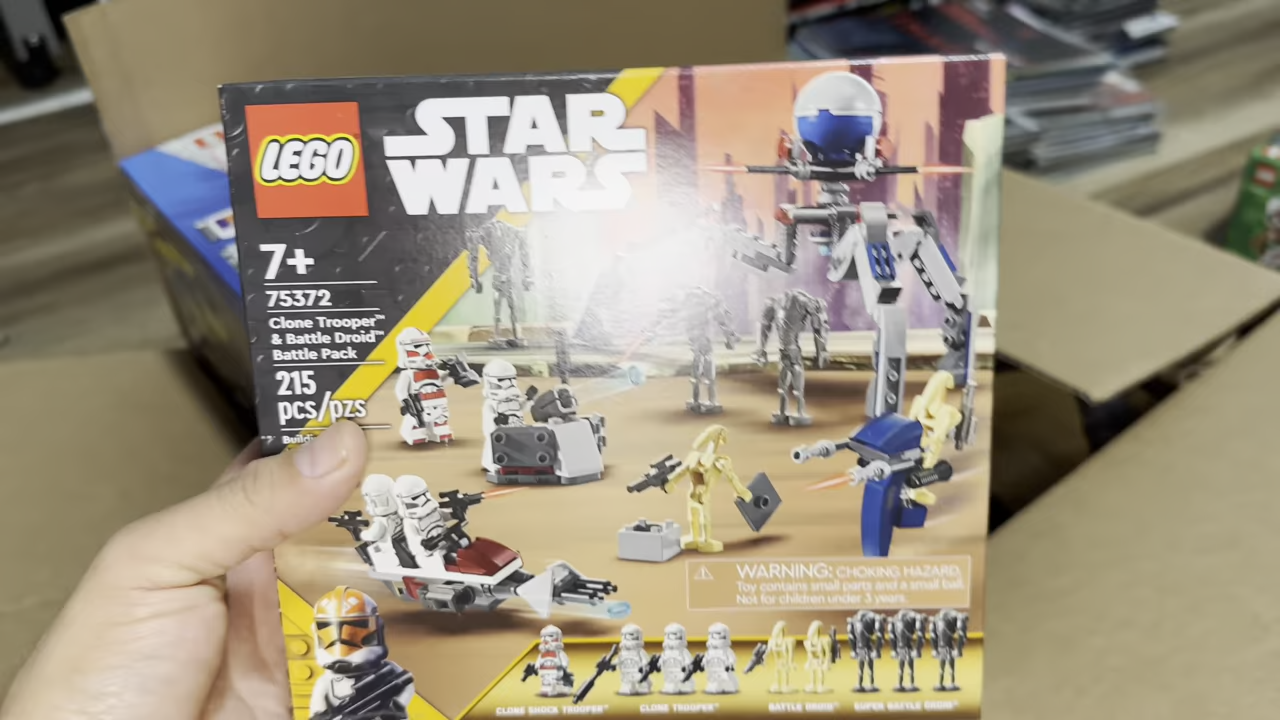 LEGO
STAR
WARS
7+
75372
Clone Trooper™
& Battle Droid™
Battle Pack
215
pcs/pzs
Buildi
WARNING: CHOKING HAZARD.
Toy contains small parts and a small ball.
Not for children under 3 years.
CLONE SHOCK TROOPER™ CLONE TROOPER™ BATTLE DROID™ SUPER BATTLE DROID™